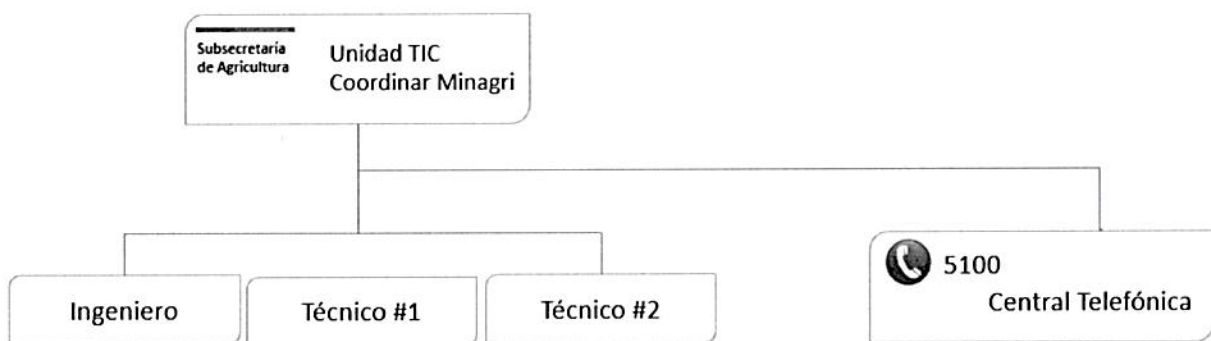 Subsecretaría
de Agricultura
Unidad TIC
Coordinar Minagri
5100
Central Telefónica
Ingeniero
Técnico #1
Técnico #2